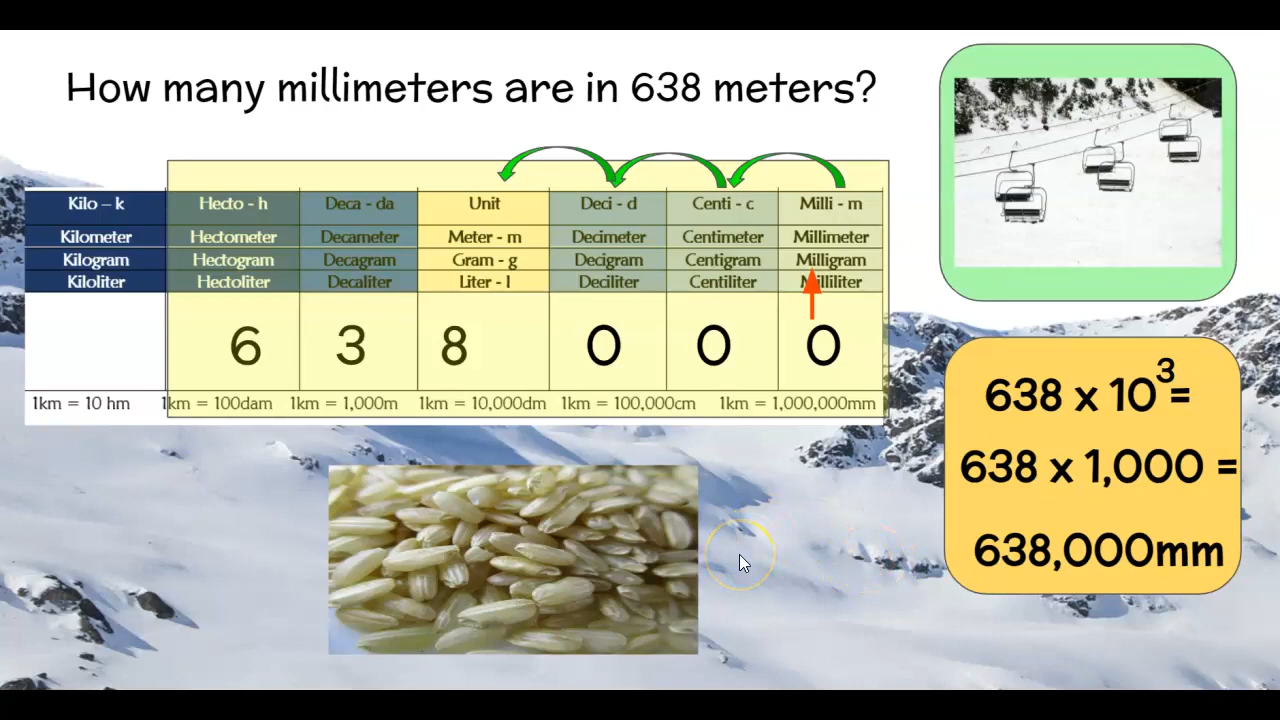 How many millimeters are in 638 meters?
Kilo – k Hecto - h Deca - da Unit Deci - d Centi - c Milli - m
Kilometer Hectometer Decameter Meter - m Decimeter Centimeter Millimeter
Kilogram Hectogram Decagram Gram - g Decigram Centigram Milligram
Kiloliter Hectoliter Decaliter Liter - l Deciliter Centiliter Milliliter
6 3 8 0 0 0
1km = 10 hm 1km = 100dam 1km = 1,000m 1km = 10,000dm 1km = 100,000cm 1km = 1,000,000mm
638 x 10³=
638 x 1,000 =
638,000mm